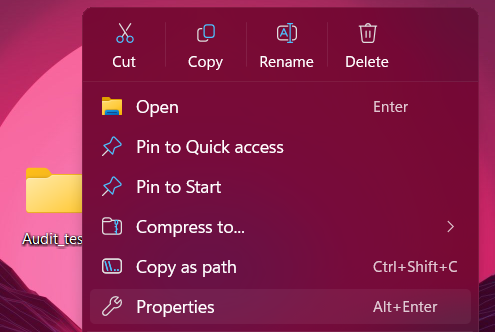 Cut Copy Rename Delete
Open Enter
Pin to Quick access
Pin to Start
Audit_tes
Compress to...
Copy as path Ctrl+Shift+C
Properties Alt+Enter